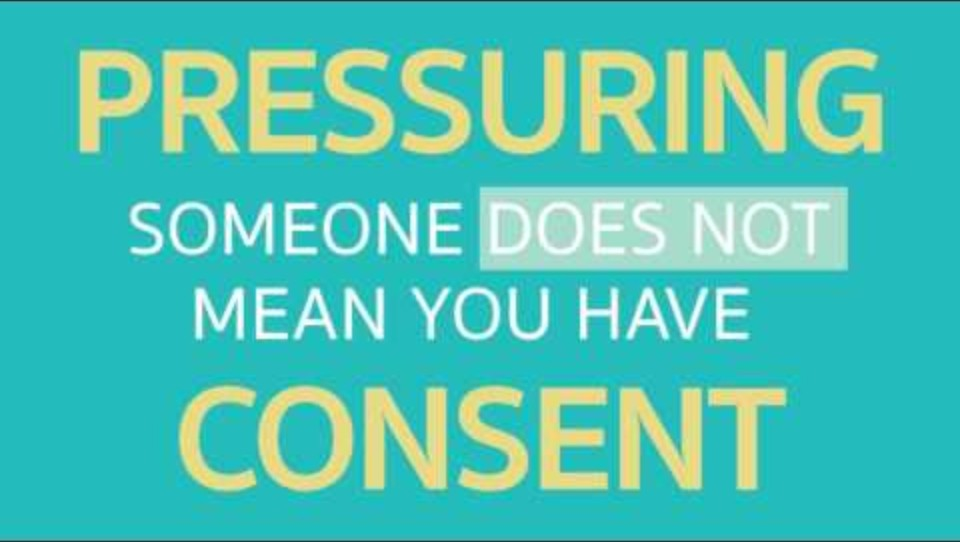 PRESSURING
SOMEONE DOES NOT
MEAN YOU HAVE
CONSENT